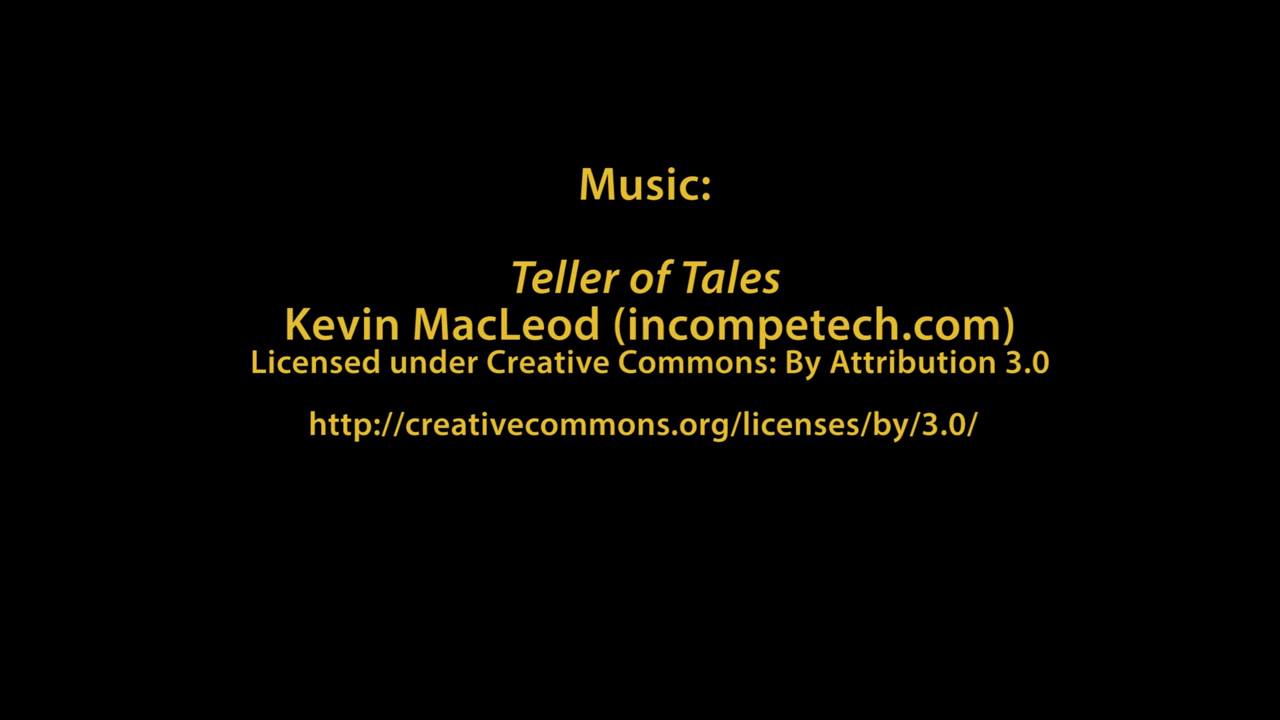 Music:
Teller of Tales
Kevin MacLeod (incompetech.com)
Licensed under Creative Commons: By Attribution 3.0
http://creativecommons.org/licenses/by/3.0/